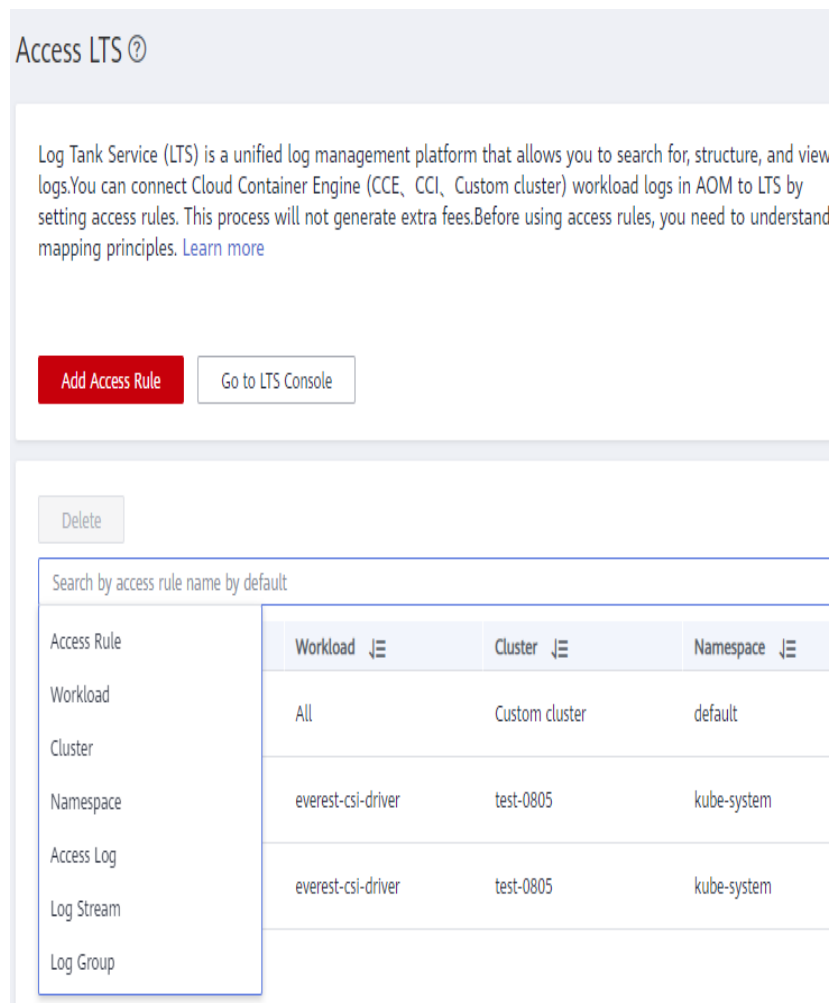 Access LTS
Log Tank Service (LTS) is a unified log management platform that allows you to search for, structure, and view
logs.You can connect Cloud Container Engine (CCE、CCI、Custom cluster) workload logs in AOM to LTS by
setting access rules. This process will not generate extra fees.Before using access rules, you need to understand
mapping principles. Learn more
Add Access Rule Go to LTS Console
Delete
Search by access rule name by default
Access Rule
Workload
Cluster
Namespace
Access Log
Log Stream
Log Group
Workload Cluster Namespace
All Custom cluster default
everest-csi-driver test-0805 kube-system
everest-csi-driver test-0805 kube-system